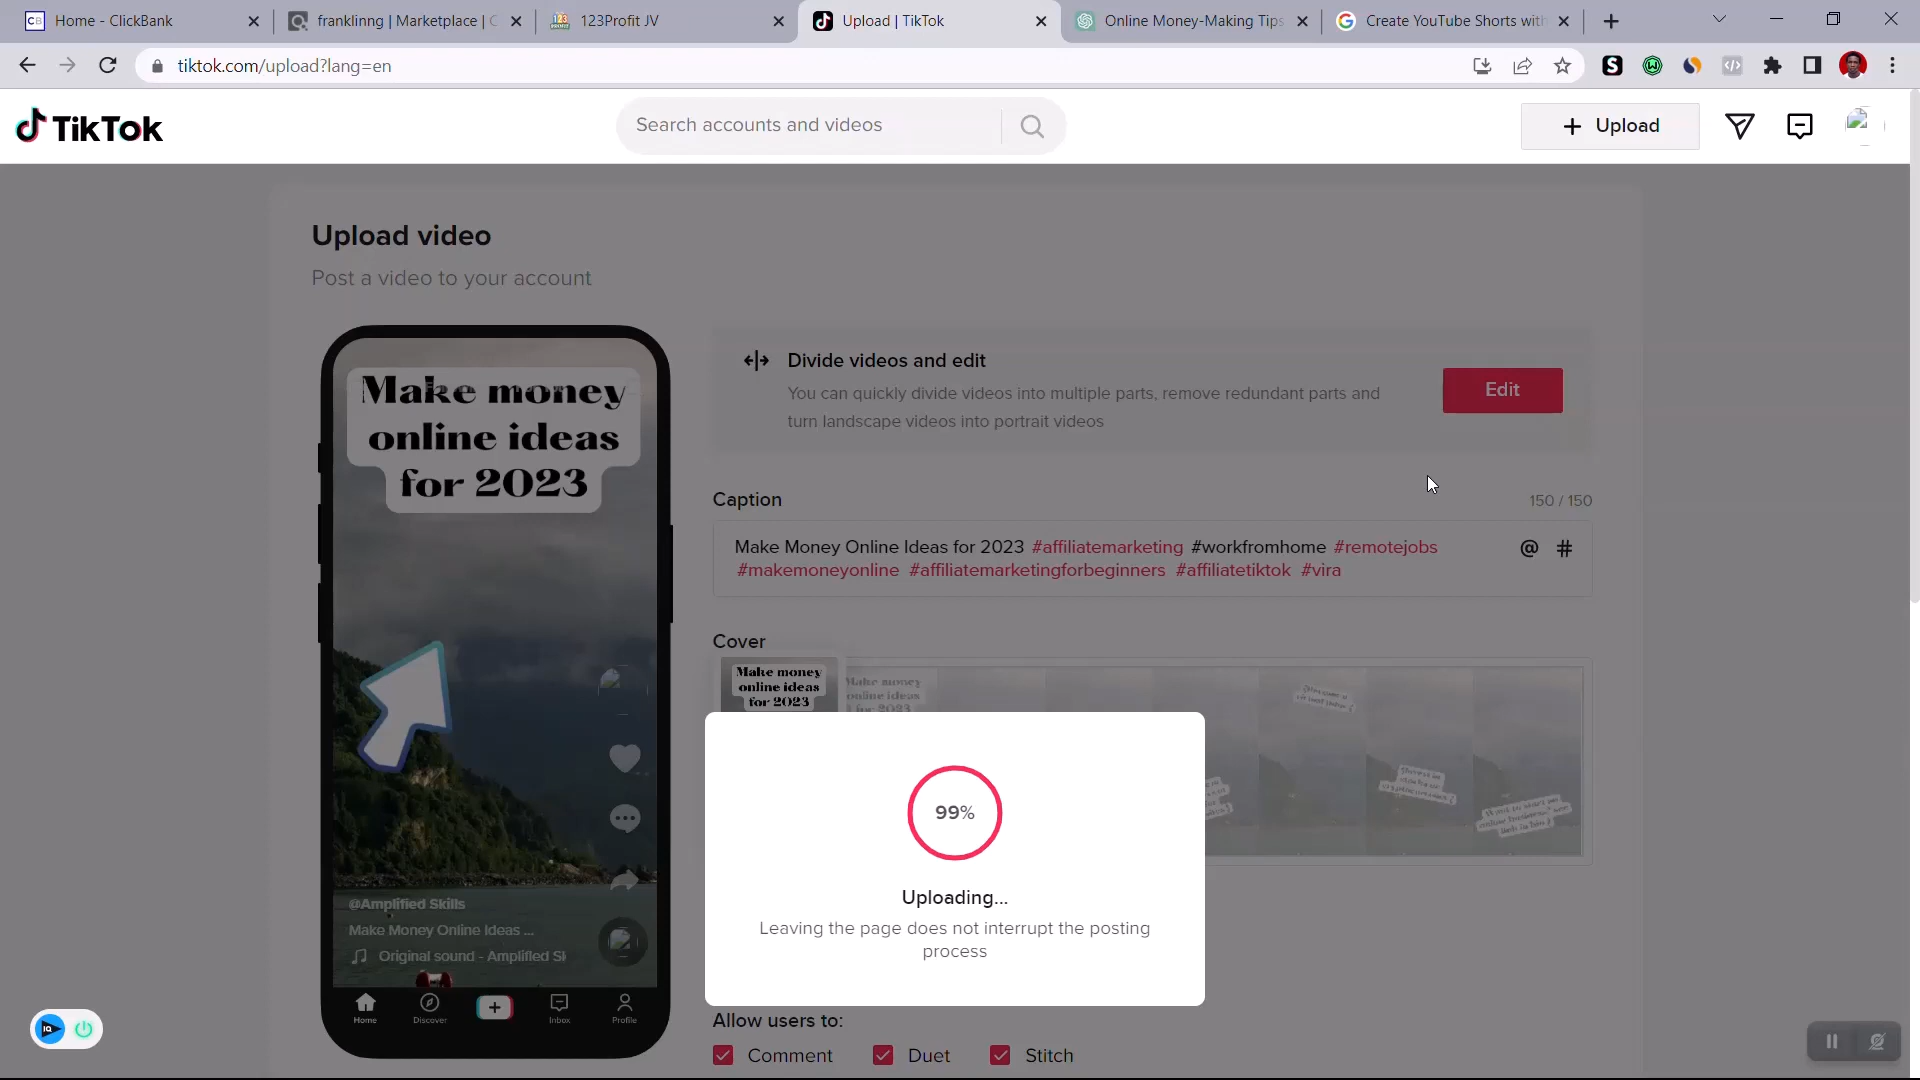 Home - ClickBank
franklinng | Marketplace | C
123Profit JV
Upload | TikTok
Online Money-Making Tips
Create YouTube Shorts with
tiktok.com/upload?lang=en
TikTok
Search accounts and videos
+ Upload
Upload video
Post a video to your account
Make money
online ideas
for 2023
Divide videos and edit
You can quickly divide videos into multiple parts, remove redundant parts and
turn landscape videos into portrait videos
Edit
Caption
150 / 150
Make Money Online Ideas for 2023 #affiliatemarketing #workfromhome #remotejobs
#makemoneyonline #affiliatemarketingforbeginners #affiliatetiktok #vira
@ #
Cover
Make money
online ideas
for 2023
Make money
online ideas
for 2023
99%
Uploading...
Leaving the page does not interrupt the posting
process
@Amplified Skills
Make Money Online Ideas ...
Original sound - Amplified Sk
Home
Discover
Inbox
Profile
Allow users to:
Comment
Duet
Stitch